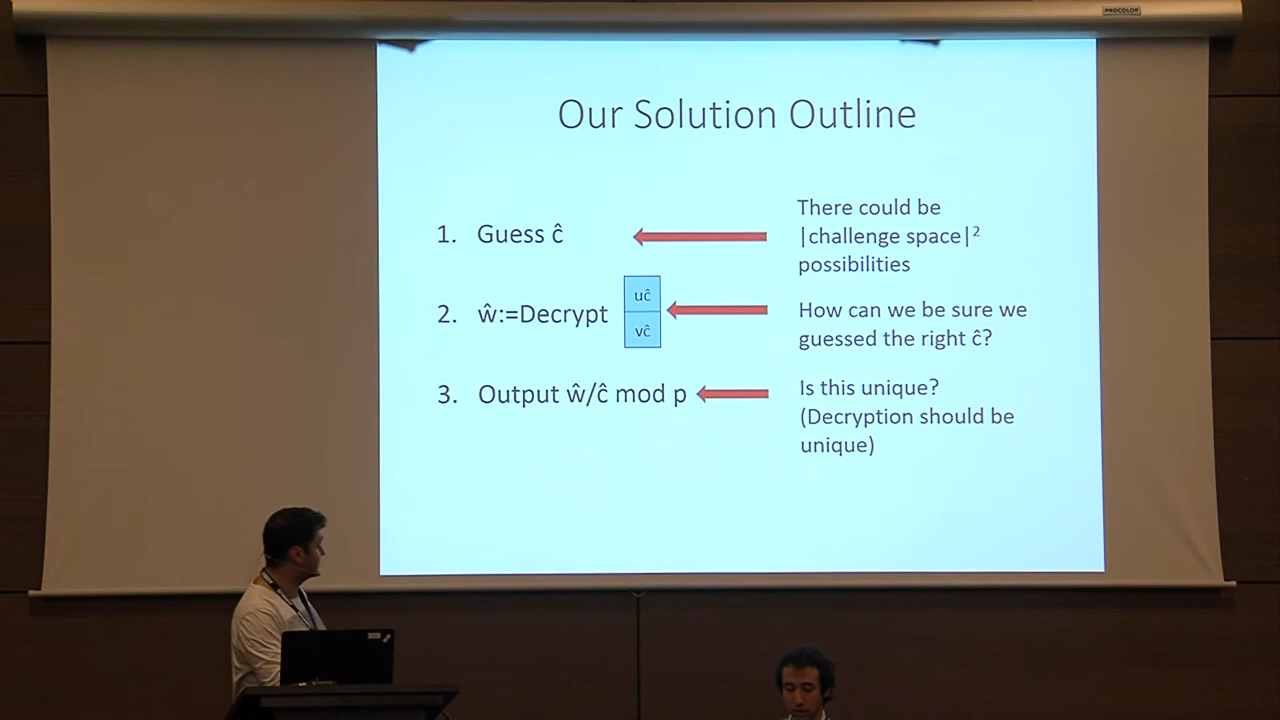 PROCOLOR
Our Solution Outline
1. Guess ĉ
There could be
|challenge space|²
possibilities
2. ŵ:=Decrypt
uĉ
vĉ
How can we be sure we
guessed the right ĉ?
3. Output ŵ/ĉ mod p
Is this unique?
(Decryption should be
unique)